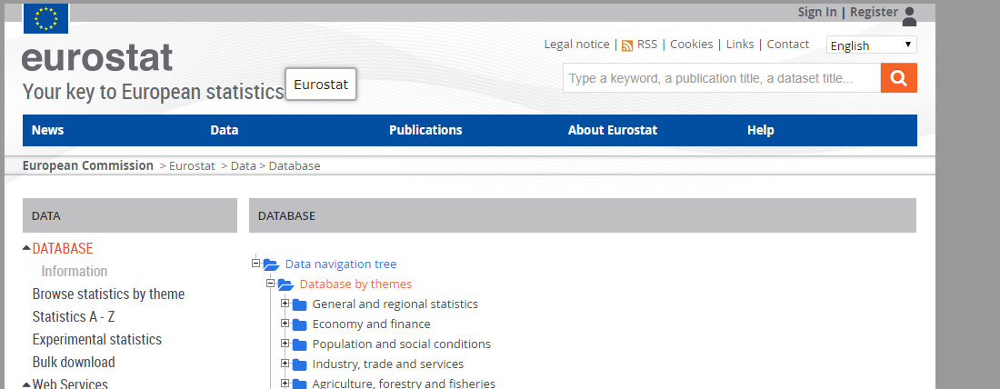 Sign In | Register
eurostat
Legal notice | RSS | Cookies | Links | Contact
English
Your key to European statistics
Eurostat
Type a keyword, a publication title, a dataset title...
News Data Publications About Eurostat Help
European Commission > Eurostat > Data > Database
DATA
DATABASE
Information
Browse statistics by theme
Statistics A - Z
Experimental statistics
Bulk download
Web Services
DATABASE
Data navigation tree
Database by themes
General and regional statistics
Economy and finance
Population and social conditions
Industry, trade and services
Agriculture, forestry and fisheries